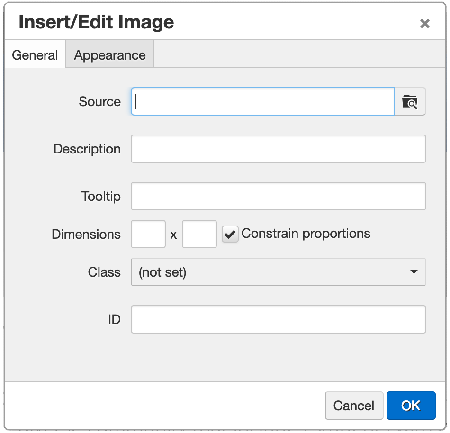 Insert/Edit Image ×
General Appearance
Source
Description
Tooltip
Dimensions x Constrain proportions
Class (not set)
ID
Cancel OK